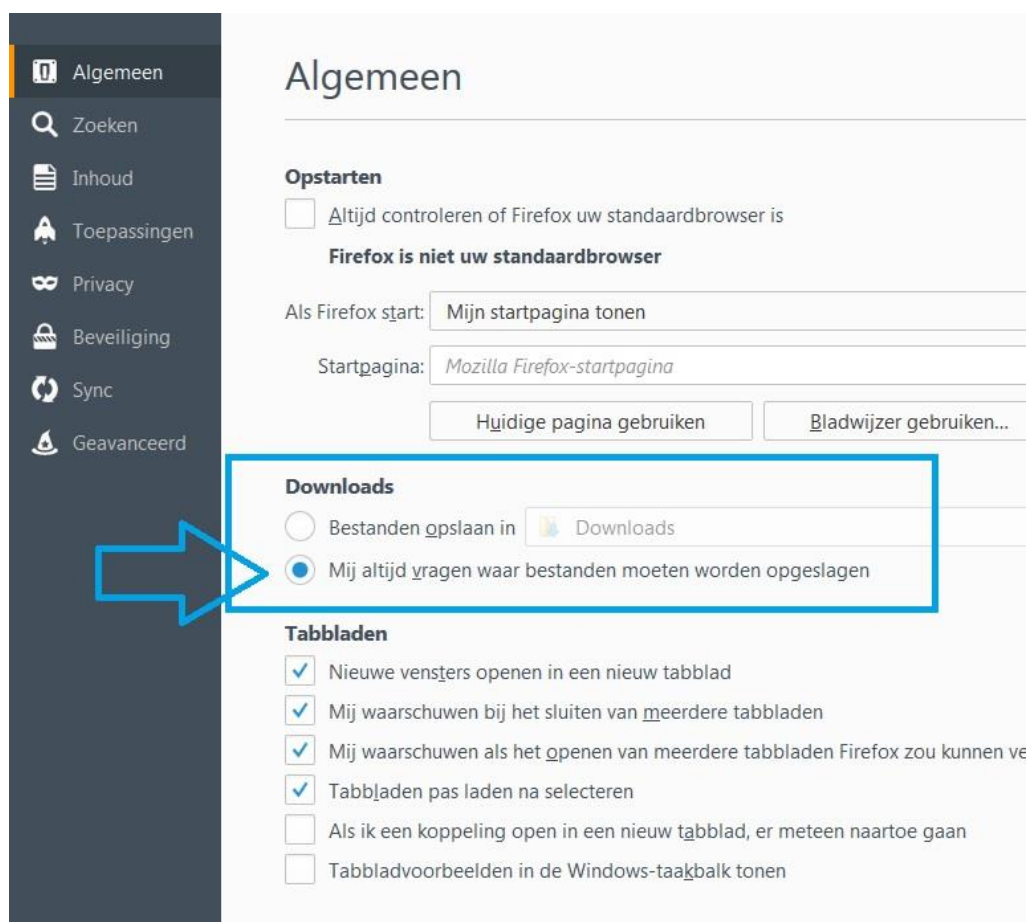 Algemeen
Zoeken
Inhoud
Toepassingen
Privacy
Beveiliging
Sync
Geavanceerd
Algemeen
Opstarten
Altijd controleren of Firefox uw standaardbrowser is
Firefox is niet uw standaardbrowser
Als Firefox start: Mijn startpagina tonen
Startpagina: Mozilla Firefox-startpagina
Huidige pagina gebruiken Bladwijzer gebruiken...
Downloads
Bestanden opslaan in Downloads
Mij altijd vragen waar bestanden moeten worden opgeslagen
Tabbladen
Nieuwe vensters openen in een nieuw tabblad
Mij waarschuwen bij het sluiten van meerdere tabbladen
Mij waarschuwen als het openen van meerdere tabbladen Firefox zou kunnen ve
Tabbladen pas laden na selecteren
Als ik een koppeling open in een nieuw tabblad, er meteen naartoe gaan
Tabbladvoorbeelden in de Windows-taakbalk tonen